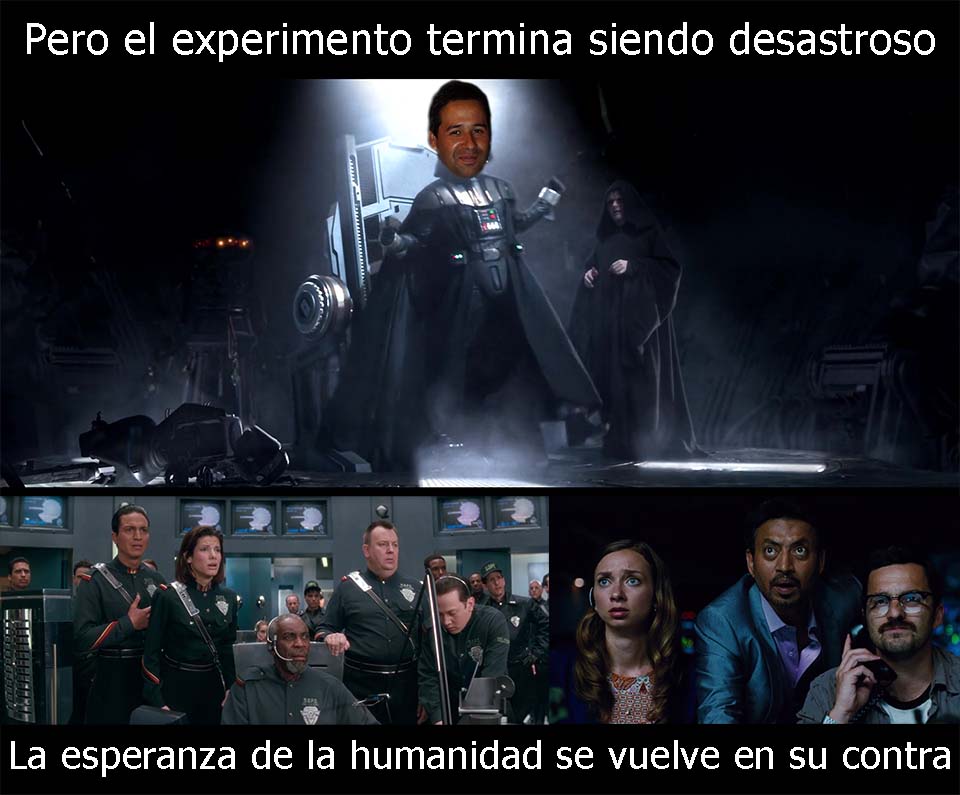 Pero el experimento termina siendo desastroso
La esperanza de la humanidad se vuelve en su contra